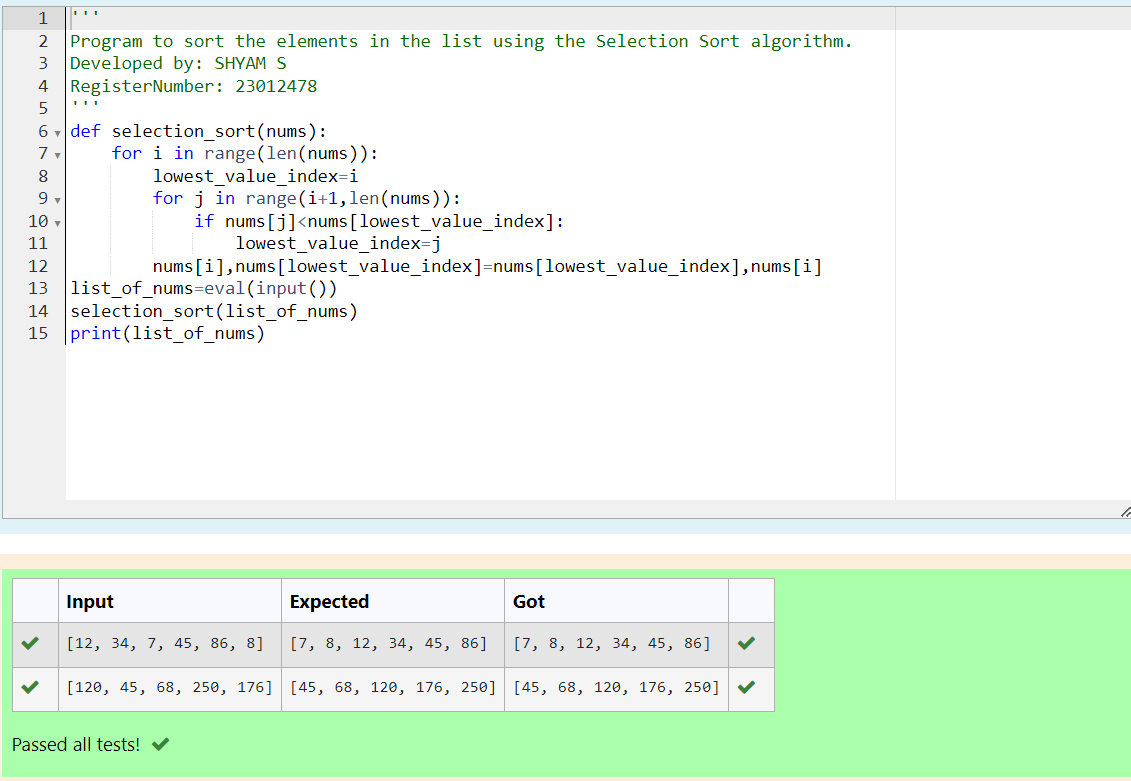 1 '''
2 Program to sort the elements in the list using the Selection Sort algorithm.
3 Developed by: SHYAM S
4 RegisterNumber: 23012478
5 '''
6 def selection_sort(nums):
7     for i in range(len(nums)):
8         lowest_value_index=i
9         for j in range(i+1,len(nums)):
10             if nums[j]<nums[lowest_value_index]:
11                 lowest_value_index=j
12         nums[i],nums[lowest_value_index]=nums[lowest_value_index],nums[i]
13 list_of_nums=eval(input())
14 selection_sort(list_of_nums)
15 print(list_of_nums)
Input Expected Got
[12, 34, 7, 45, 86, 8] [7, 8, 12, 34, 45, 86] [7, 8, 12, 34, 45, 86]
[120, 45, 68, 250, 176] [45, 68, 120, 176, 250] [45, 68, 120, 176, 250]
Passed all tests!